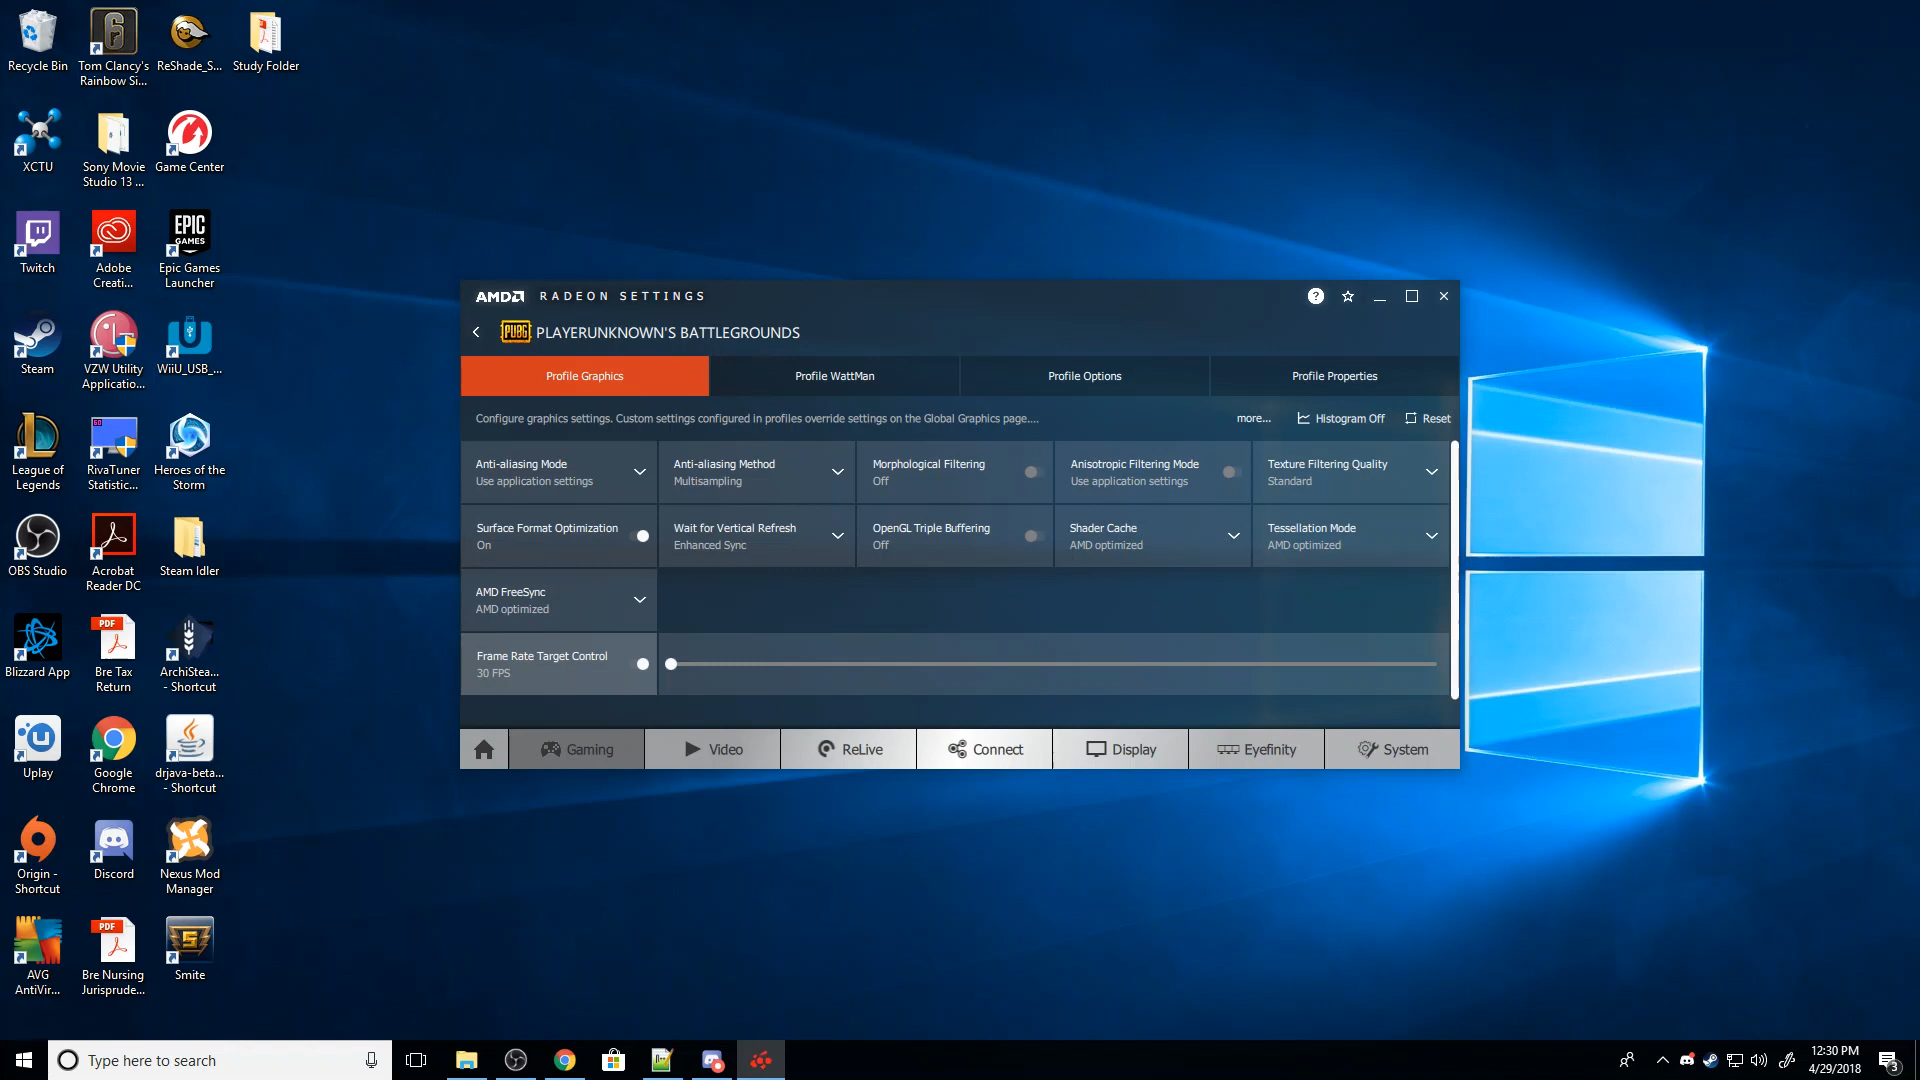 Recycle Bin
Tom Clancy's
Rainbow Si...
ReShade_S...
Study Folder
XCTU
Sony Movie
Studio 13 ...
Game Center
Twitch
Adobe
Creati...
EPIC
GAMES
Epic Games
Launcher
Steam
VZW Utility
Applicatio...
WiiU_USB_...
League of
Legends
60
RivaTuner
Statistic...
Heroes of the
Storm
OBS Studio
Acrobat
Reader DC
Steam Idler
Blizzard App
PDF
Bre Tax
Return
ArchiStea...
- Shortcut
Uplay
Google
Chrome
drjava-beta...
- Shortcut
Origin -
Shortcut
Discord
Nexus Mod
Manager
AVG
AntiVir...
PDF
Bre Nursing
Jurisprude...
Smite
AMD RADEON SETTINGS
?
PUBG PLAYERUNKNOWN'S BATTLEGROUNDS
Profile Graphics
Profile WattMan
Profile Options
Profile Properties
Configure graphics settings. Custom settings configured in profiles override settings on the Global Graphics page....
more...
Histogram Off
Reset
Anti-aliasing Mode
Use application settings
Anti-aliasing Method
Multisampling
Morphological Filtering
Off
Anisotropic Filtering Mode
Use application settings
Texture Filtering Quality
Standard
Surface Format Optimization
On
Wait for Vertical Refresh
Enhanced Sync
OpenGL Triple Buffering
Off
Shader Cache
AMD optimized
Tessellation Mode
AMD optimized
AMD FreeSync
AMD optimized
Frame Rate Target Control
30 FPS
Gaming
Video
ReLive
Connect
Display
Eyefinity
System
Type here to search
12:30 PM
4/29/2018
3